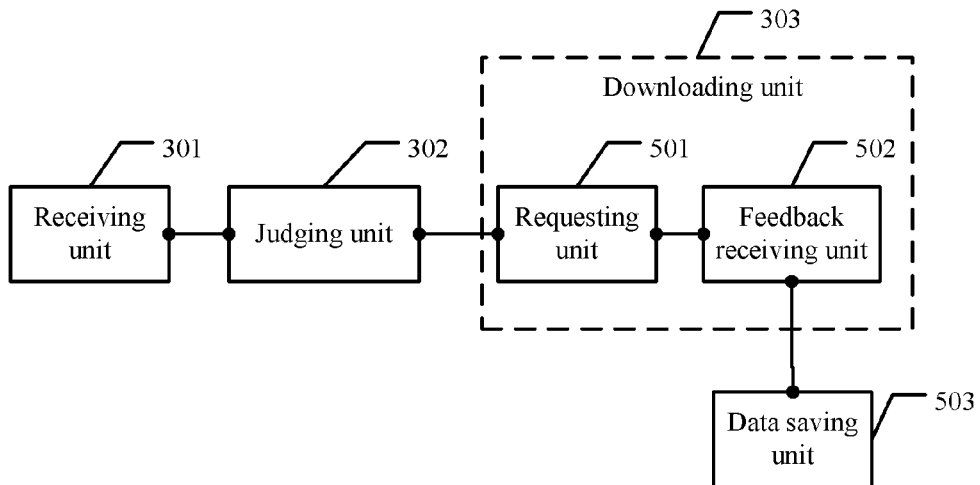 303
Downloading unit
301
302
501
502
Receiving
unit
Judging unit
Requesting
unit
Feedback
receiving unit
503
Data saving
unit